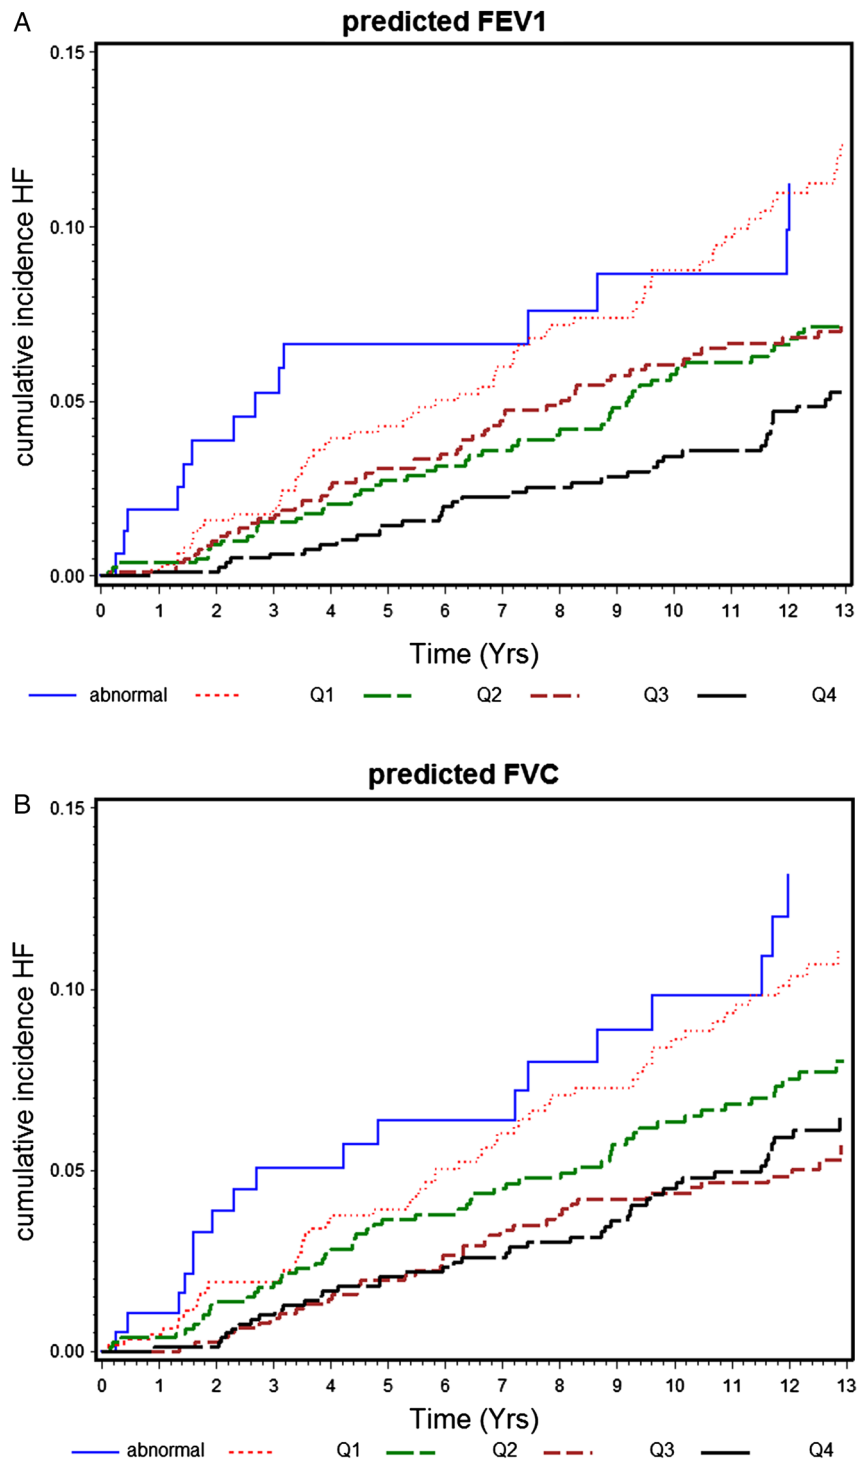 A
predicted FEV1
cumulative incidence HF
0.15
0.10
0.05
0.00
0 1 2 3 4 5 6 7 8 9 10 11 12 13
Time (Yrs)
abnormal Q1 Q2 Q3 Q4
B
predicted FVC
cumulative incidence HF
0.15
0.10
0.05
0.00
0 1 2 3 4 5 6 7 8 9 10 11 12 13
Time (Yrs)
abnormal Q1 Q2 Q3 Q4